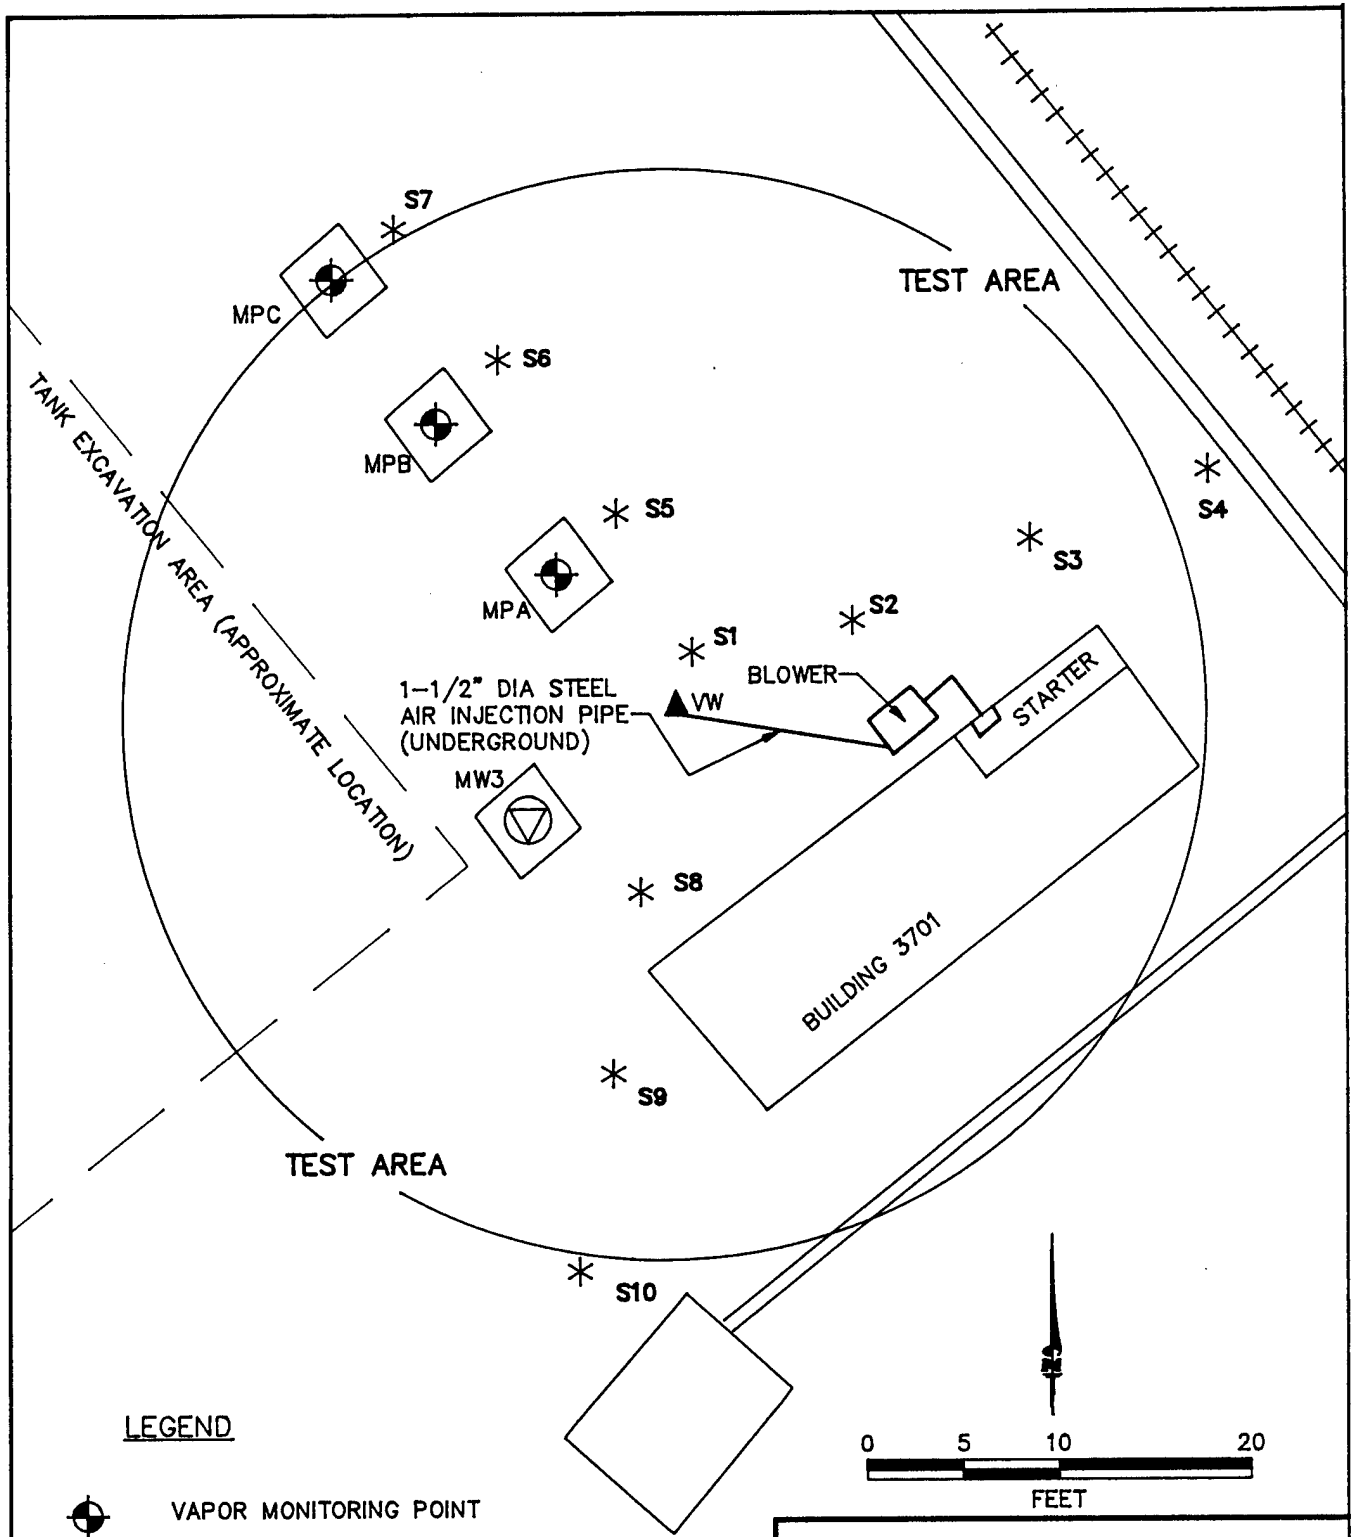 S7
TEST AREA
MPC
S6
TANK EXCAVATION AREA (APPROXIMATE LOCATION)
MPB
S4
S5
S3
MPA
S2
S1
BLOWER
STARTER
1-1/2" DIA STEEL
AIR INJECTION PIPE
(UNDERGROUND)
VW
MW3
S8
BUILDING 3701
S9
TEST AREA
S10
LEGEND
0 5 10 20
FEET
VAPOR MONITORING POINT